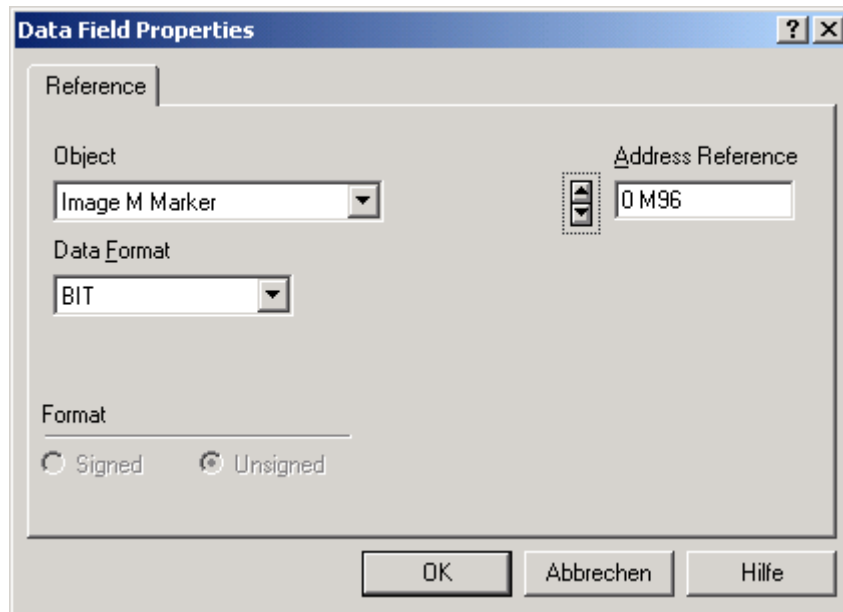 Data Field Properties
Reference
Object
Address Reference
Image M Marker
0 M96
Data Format
BIT
Format
Signed Unsigned
OK Abbrechen Hilfe